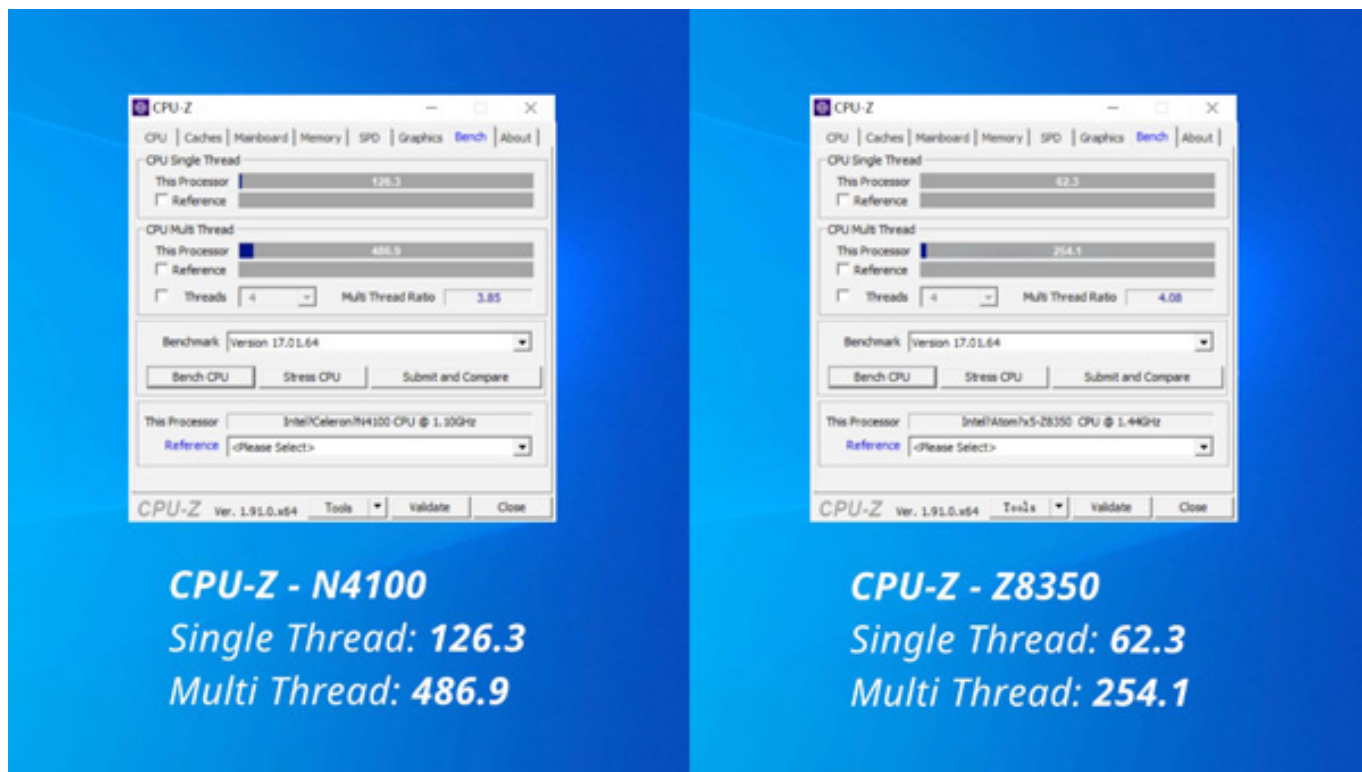 CPU-Z
CPU Caches Mainboard Memory SPD Graphics Bench About
CPU Single Thread
This Processor 126.3
Reference
CPU Multi Thread
This Processor 486.9
Reference
Threads 4 Multi Thread Ratio 3.85
Benchmark Version 17.01.64
Bench CPU Stress CPU Submit and Compare
This Processor Intel?Celeron?N4100 CPU @ 1.10GHz
Reference <Please Select>
CPU-Z Ver. 1.91.0.x64 Tools Validate Close
CPU-Z - N4100
Single Thread: 126.3
Multi Thread: 486.9
CPU-Z
CPU Caches Mainboard Memory SPD Graphics Bench About
CPU Single Thread
This Processor 62.3
Reference
CPU Multi Thread
This Processor 254.1
Reference
Threads 4 Multi Thread Ratio 4.08
Benchmark Version 17.01.64
Bench CPU Stress CPU Submit and Compare
This Processor Intel?Atom?x5-Z8350 CPU @ 1.44GHz
Reference <Please Select>
CPU-Z Ver. 1.91.0.x64 Tools Validate Close
CPU-Z - Z8350
Single Thread: 62.3
Multi Thread: 254.1